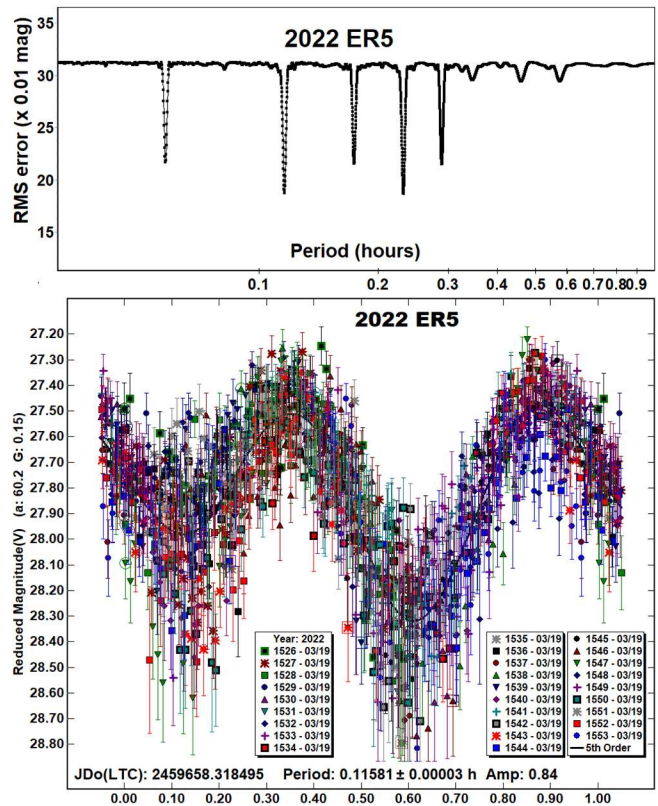 2022 ER5
35
31
25
20
15
RMS error (x 0.01 mag)
Period (hours)
0.1 0.2 0.3 0.4 0.5 0.6 0.7 0.8 0.9
2022 ER5
27.20
27.30
27.40
27.50
27.60
27.70
27.80
27.90
28.00
28.10
28.20
28.30
28.40
28.50
28.60
28.70
28.80
Reduced Magnitude(V) (a: 60.2 G: 0.15)
Year: 2022
1526 - 03/19
1527 - 03/19
1528 - 03/19
1529 - 03/19
1530 - 03/19
1531 - 03/19
1532 - 03/19
1533 - 03/19
1534 - 03/19
1535 - 03/19
1536 - 03/19
1537 - 03/19
1538 - 03/19
1539 - 03/19
1540 - 03/19
1541 - 03/19
1542 - 03/19
1543 - 03/19
1544 - 03/19
1545 - 03/19
1546 - 03/19
1547 - 03/19
1548 - 03/19
1549 - 03/19
1550 - 03/19
1551 - 03/19
1552 - 03/19
1553 - 03/19
5th Order
JDo(LTC): 2459658.318495 Period: 0.11581 ± 0.00003 h Amp: 0.84
0.00 0.10 0.20 0.30 0.40 0.50 0.60 0.70 0.80 0.90 1.00